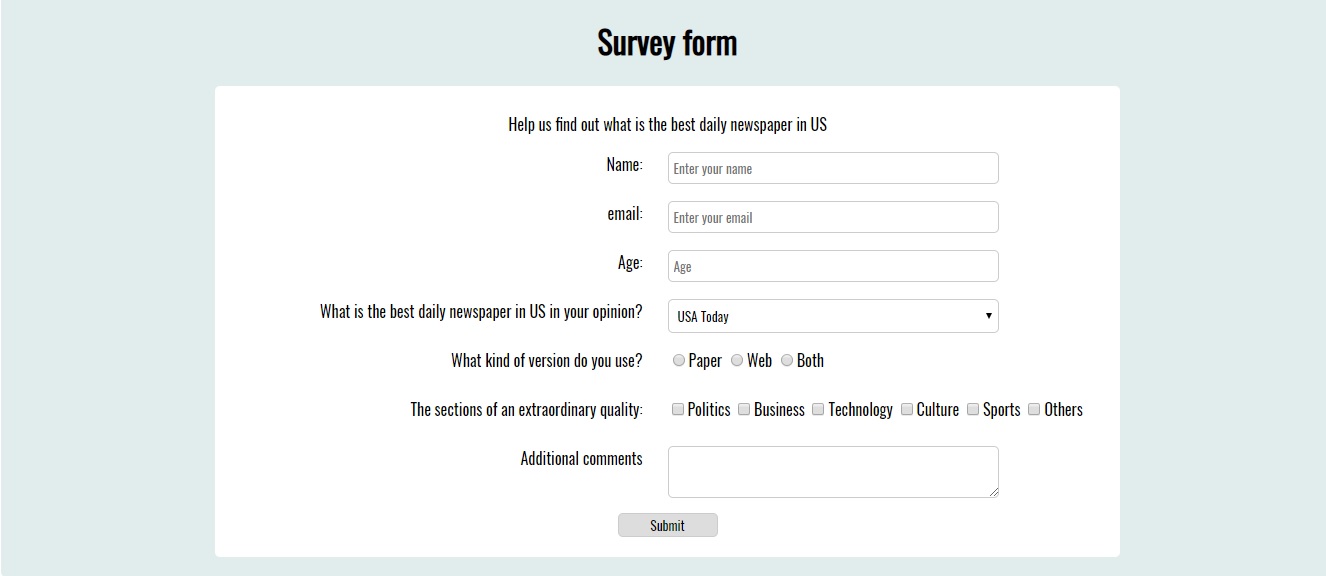 Survey form
Help us find out what is the best daily newspaper in US
Name: Enter your name
email: Enter your email
Age: Age
What is the best daily newspaper in US in your opinion? USA Today
What kind of version do you use? Paper Web Both
The sections of an extraordinary quality: Politics Business Technology Culture Sports Others
Additional comments
Submit